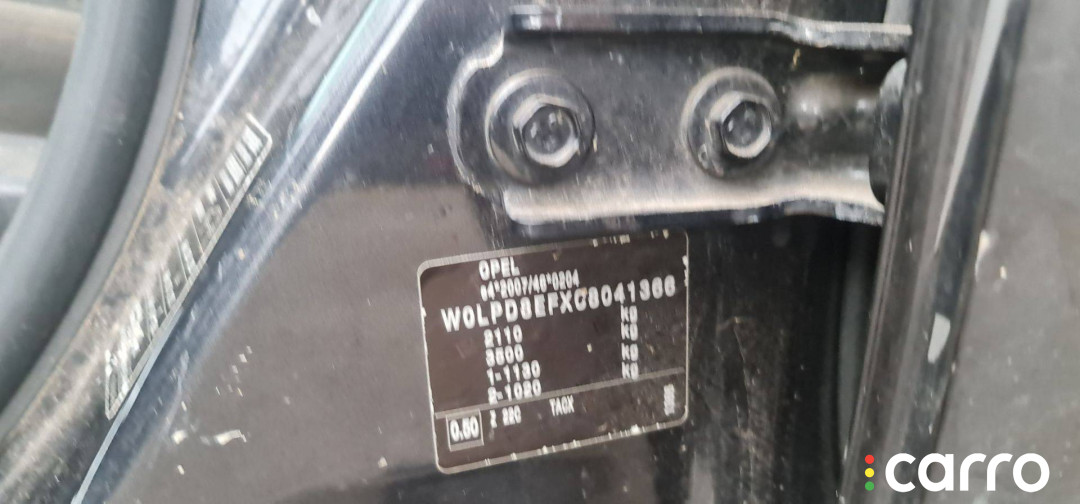 OPEL
e4*2007/46*0204
W0LPD8EFXC8041366
2110 kg
3600 kg
1-1130 kg
2-1020 kg
0.50 Z 22C
carro